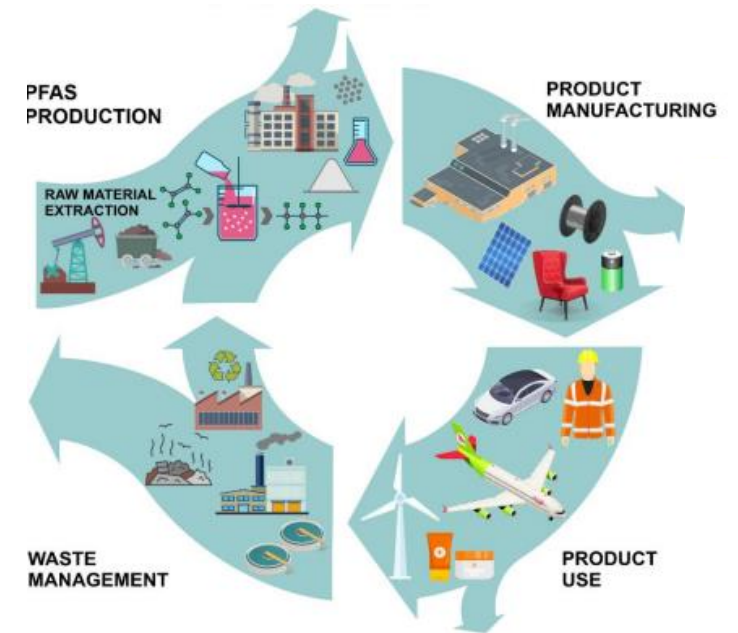 PFAS
PRODUCTION
RAW MATERIAL
EXTRACTION
PRODUCT
MANUFACTURING
WASTE
MANAGEMENT
PRODUCT
USE